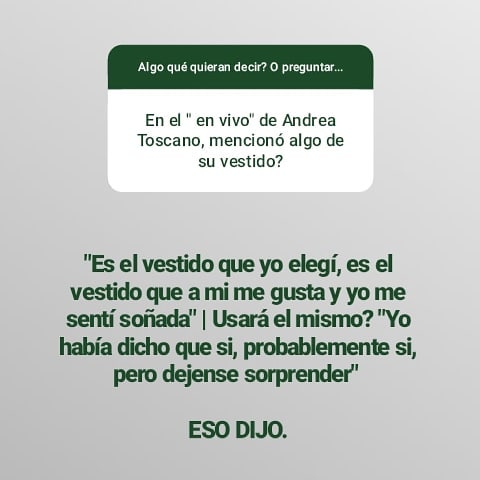 Algo qué quieran decir? O preguntar...
En el " en vivo" de Andrea
Toscano, mencionó algo de
su vestido?
"Es el vestido que yo elegí, es el
vestido que a mi me gusta y yo me
sentí soñada" | Usará el mismo? "Yo
había dicho que si, probablemente si,
pero dejense sorprender"
ESO DIJO.